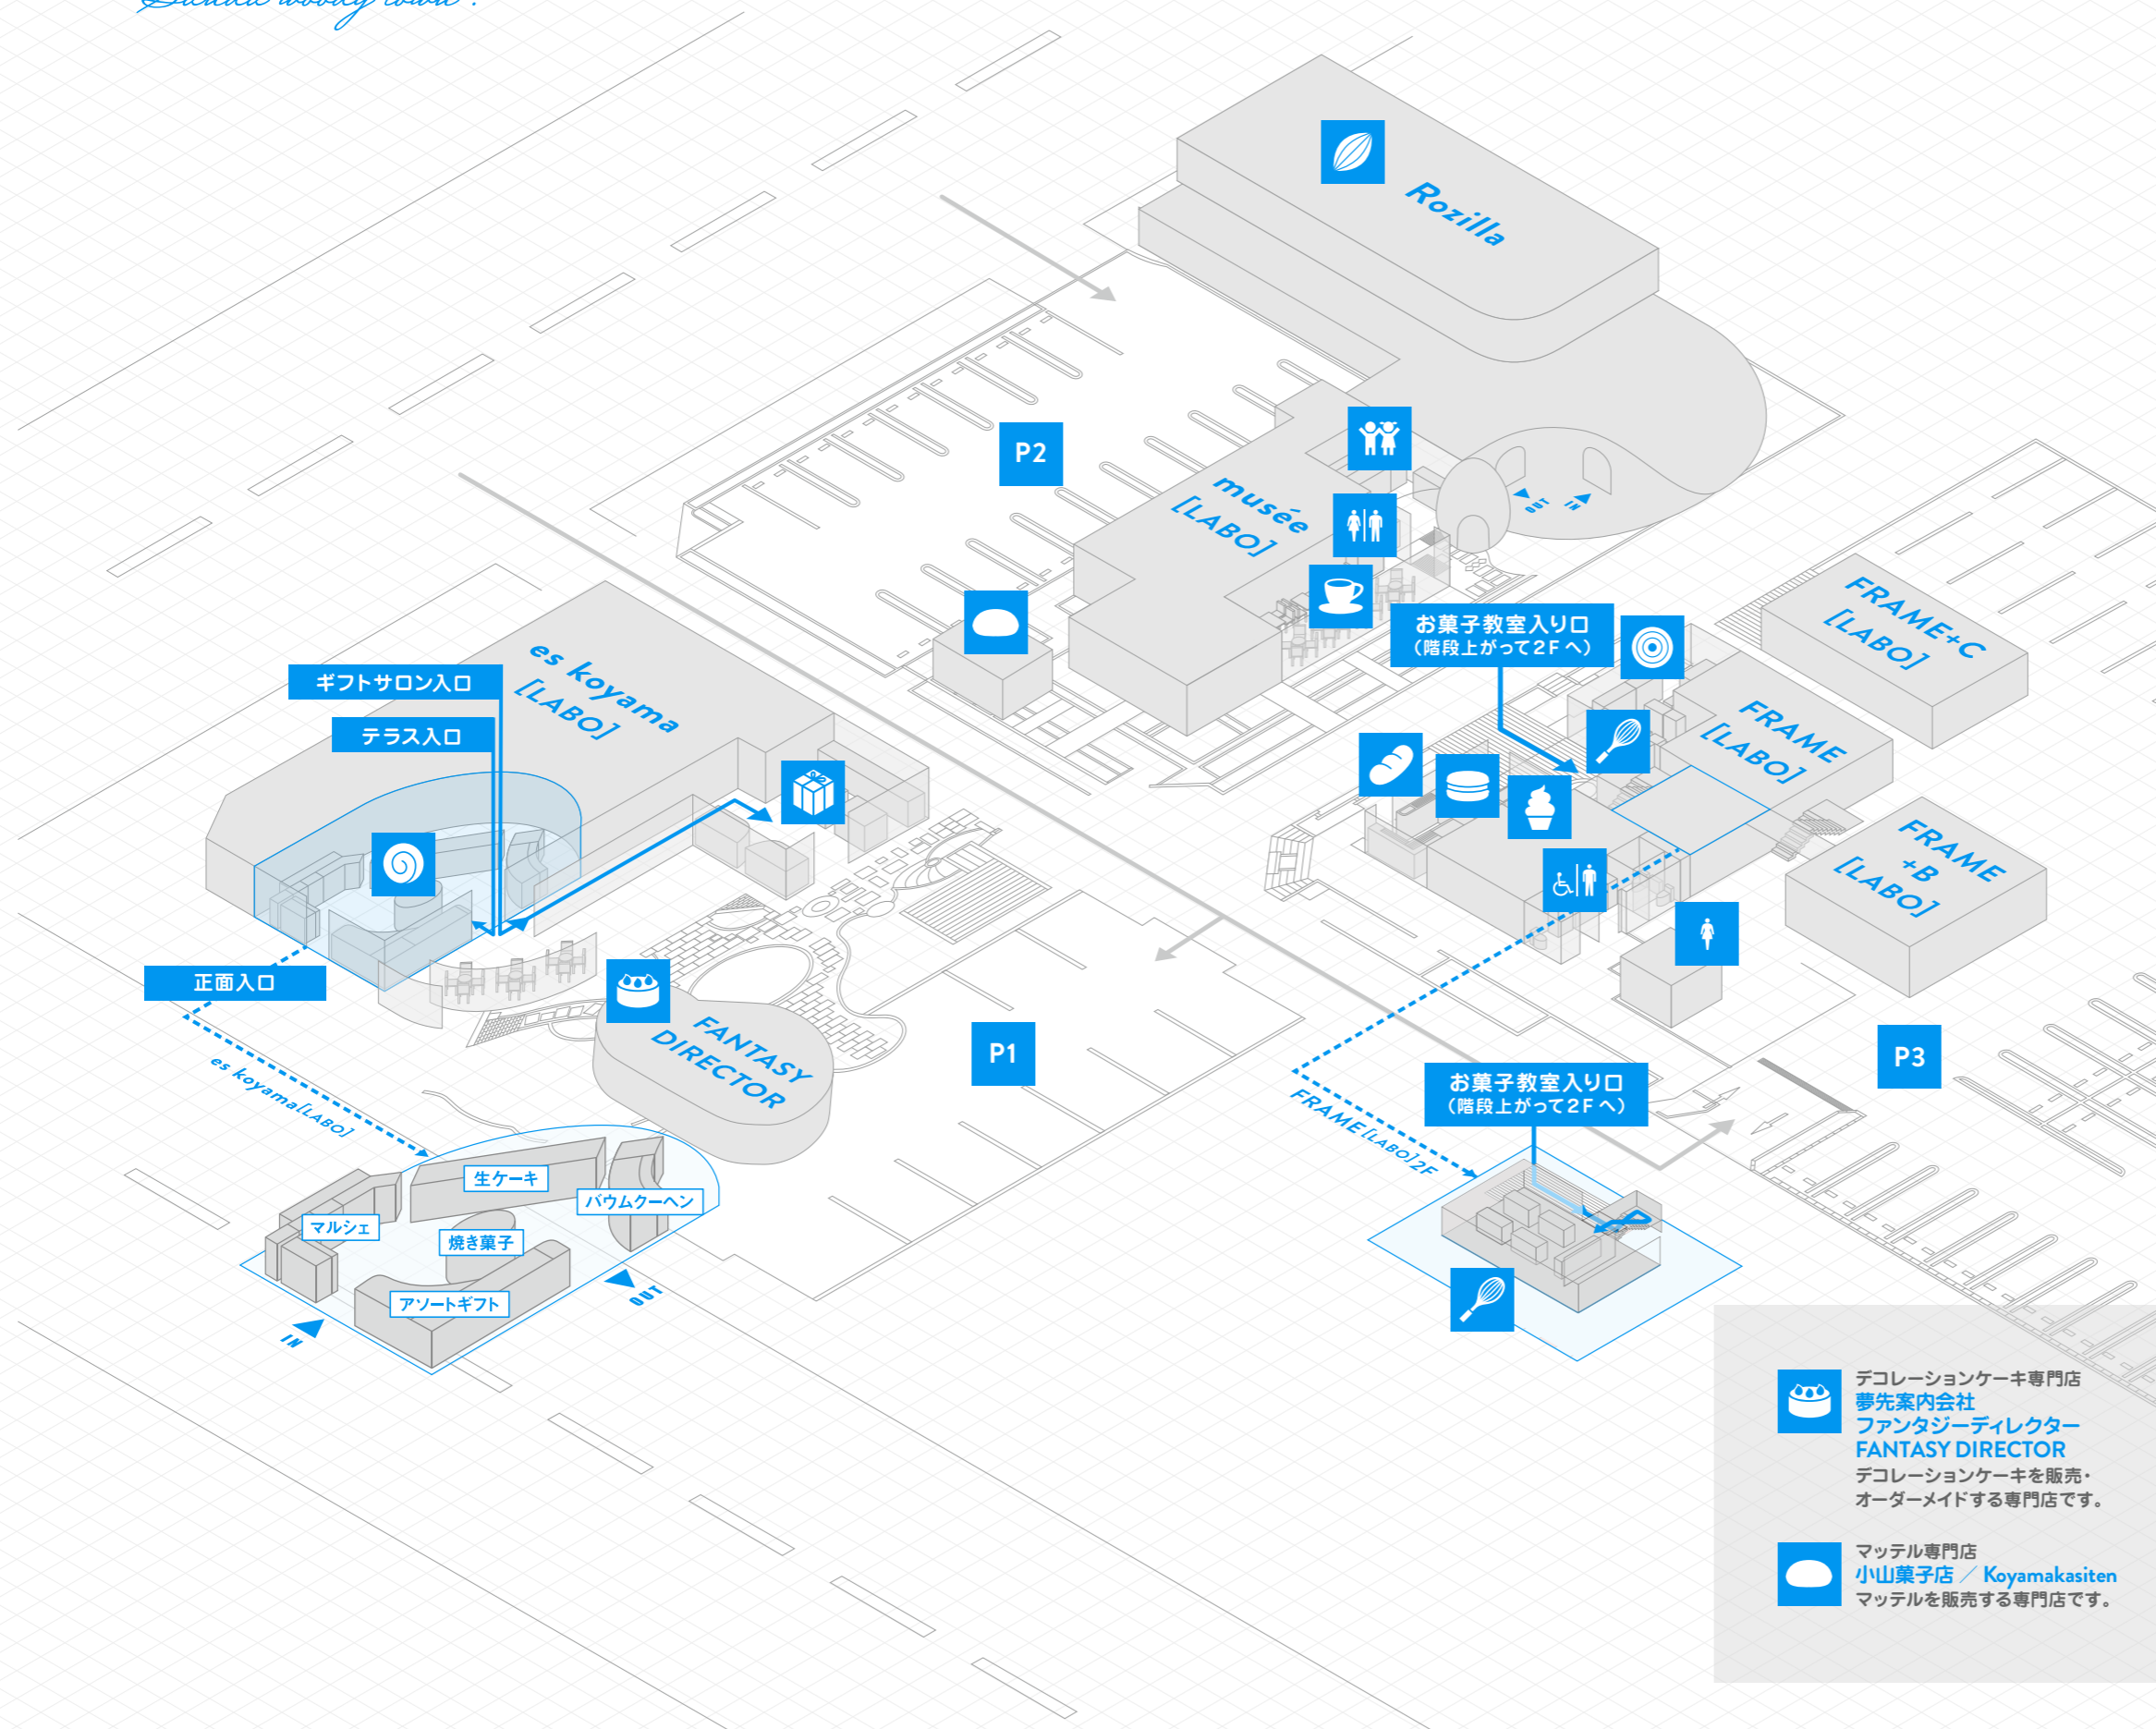 Rozilla
P2
musée
[LABO]
OUT
IN
FRAME+C
[LABO]
お菓子教室入り口
（階段上がって2Fへ）
es koyama
[LABO]
ギフトサロン入口
テラス入口
FRAME
[LABO]
FRAME
+B
[LABO]
正面入口
FANTASY
DIRECTOR
P1
P3
es koyama[LABO]
お菓子教室入り口
（階段上がって2Fへ）
FRAME[LABO]2F
生ケーキ
バウムクーヘン
マルシェ
焼き菓子
アソートギフト
OUT
IN
デコレーションケーキ専門店
夢先案内会社
ファンタジーディレクター
FANTASY DIRECTOR
デコレーションケーキを販売・
オーダーメイドする専門店です。
マッテル専門店
小山菓子店 ／ Koyamakasiten
マッテルを販売する専門店です。